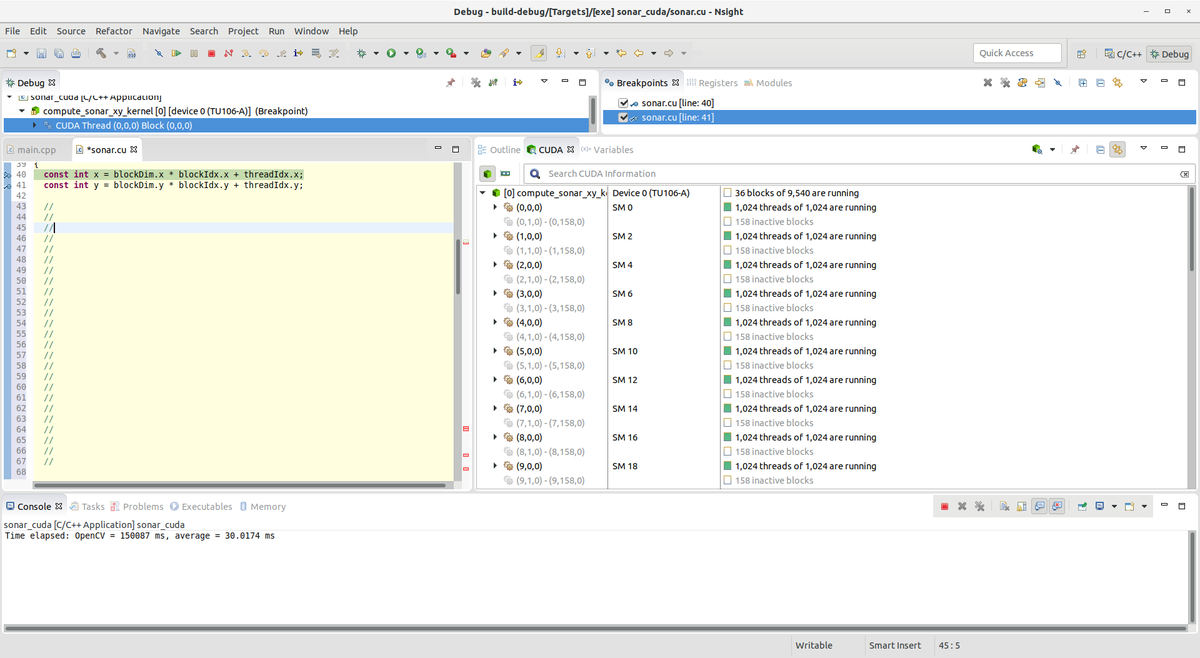 Debug - build-debug/[Targets]/[exe] sonar_cuda/sonar.cu - Nsight
File Edit Source Refactor Navigate Search Project Run Window Help
Quick Access C/C++ Debug
Debug
sonar_cuda [C/C++ Application]
compute_sonar_xy_kernel [0] [device 0 (TU106-A)] (Breakpoint)
CUDA Thread (0,0,0) Block (0,0,0)
Breakpoints Registers Modules
sonar.cu [line: 40]
sonar.cu [line: 41]
main.cpp *sonar.cu
39 {
40 const int x = blockDim.x * blockIdx.x + threadIdx.x;
41 const int y = blockDim.y * blockIdx.y + threadIdx.y;
42
43 //
44 //
45 //
46 //
47 //
48 //
49 //
50 //
51 //
52 //
53 //
54 //
55 //
56 //
57 //
58 //
59 //
60 //
61 //
62 //
63 //
64 //
65 //
66 //
67 //
68
Outline CUDA Variables
Search CUDA Information
[0] compute_sonar_xy_k Device 0 (TU106-A) 36 blocks of 9,540 are running
(0,0,0) SM 0 1,024 threads of 1,024 are running
(0,1,0) - (0,158,0) 158 inactive blocks
(1,0,0) SM 2 1,024 threads of 1,024 are running
(1,1,0) - (1,158,0) 158 inactive blocks
(2,0,0) SM 4 1,024 threads of 1,024 are running
(2,1,0) - (2,158,0) 158 inactive blocks
(3,0,0) SM 6 1,024 threads of 1,024 are running
(3,1,0) - (3,158,0) 158 inactive blocks
(4,0,0) SM 8 1,024 threads of 1,024 are running
(4,1,0) - (4,158,0) 158 inactive blocks
(5,0,0) SM 10 1,024 threads of 1,024 are running
(5,1,0) - (5,158,0) 158 inactive blocks
(6,0,0) SM 12 1,024 threads of 1,024 are running
(6,1,0) - (6,158,0) 158 inactive blocks
(7,0,0) SM 14 1,024 threads of 1,024 are running
(7,1,0) - (7,158,0) 158 inactive blocks
(8,0,0) SM 16 1,024 threads of 1,024 are running
(8,1,0) - (8,158,0) 158 inactive blocks
(9,0,0) SM 18 1,024 threads of 1,024 are running
(9,1,0) - (9,158,0) 158 inactive blocks
Console Tasks Problems Executables Memory
sonar_cuda [C/C++ Application] sonar_cuda
Time elapsed: OpenCV = 150087 ms, average = 30.0174 ms
Writable Smart Insert 45 : 5